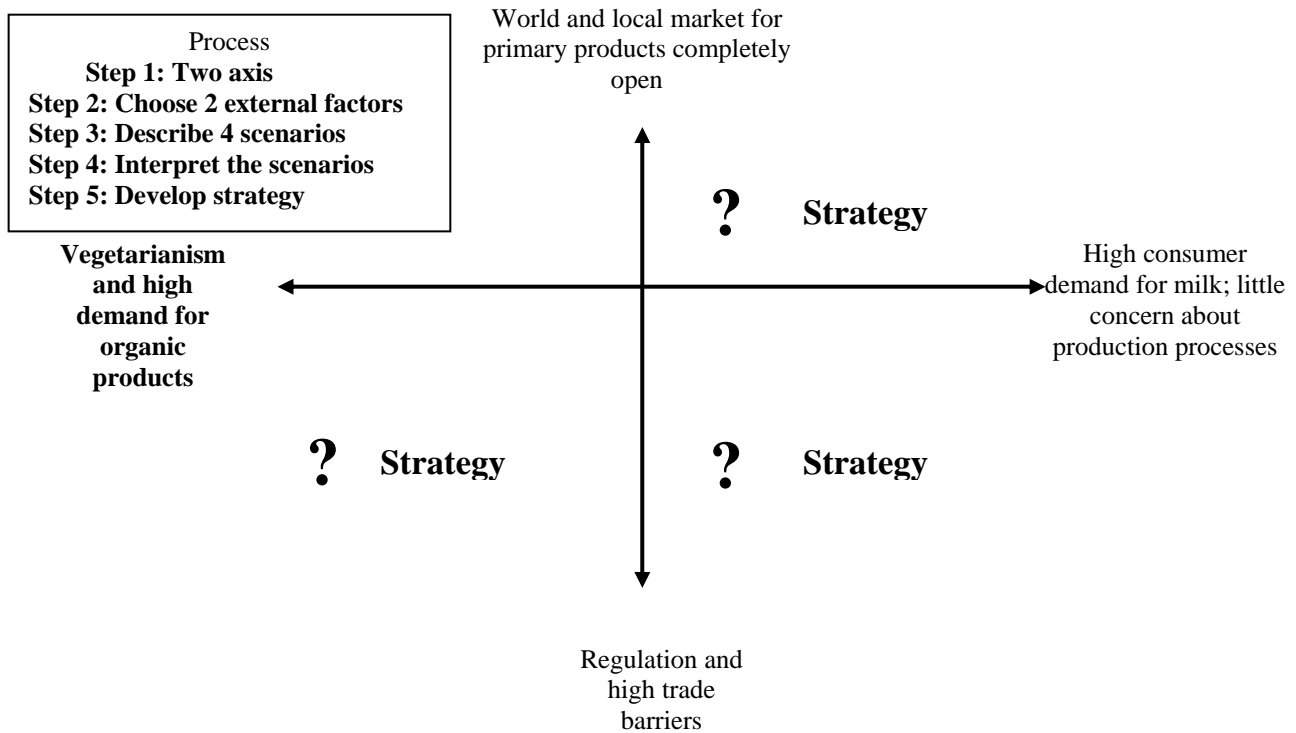 Process
Step 1: Two axis
Step 2: Choose 2 external factors
Step 3: Describe 4 scenarios
Step 4: Interpret the scenarios
Step 5: Develop strategy
World and local market for
primary products completely
open
? Strategy
Vegetarianism
and high
demand for
organic
products
High consumer
demand for milk; little
concern about
production processes
? Strategy
? Strategy
Regulation and
high trade
barriers